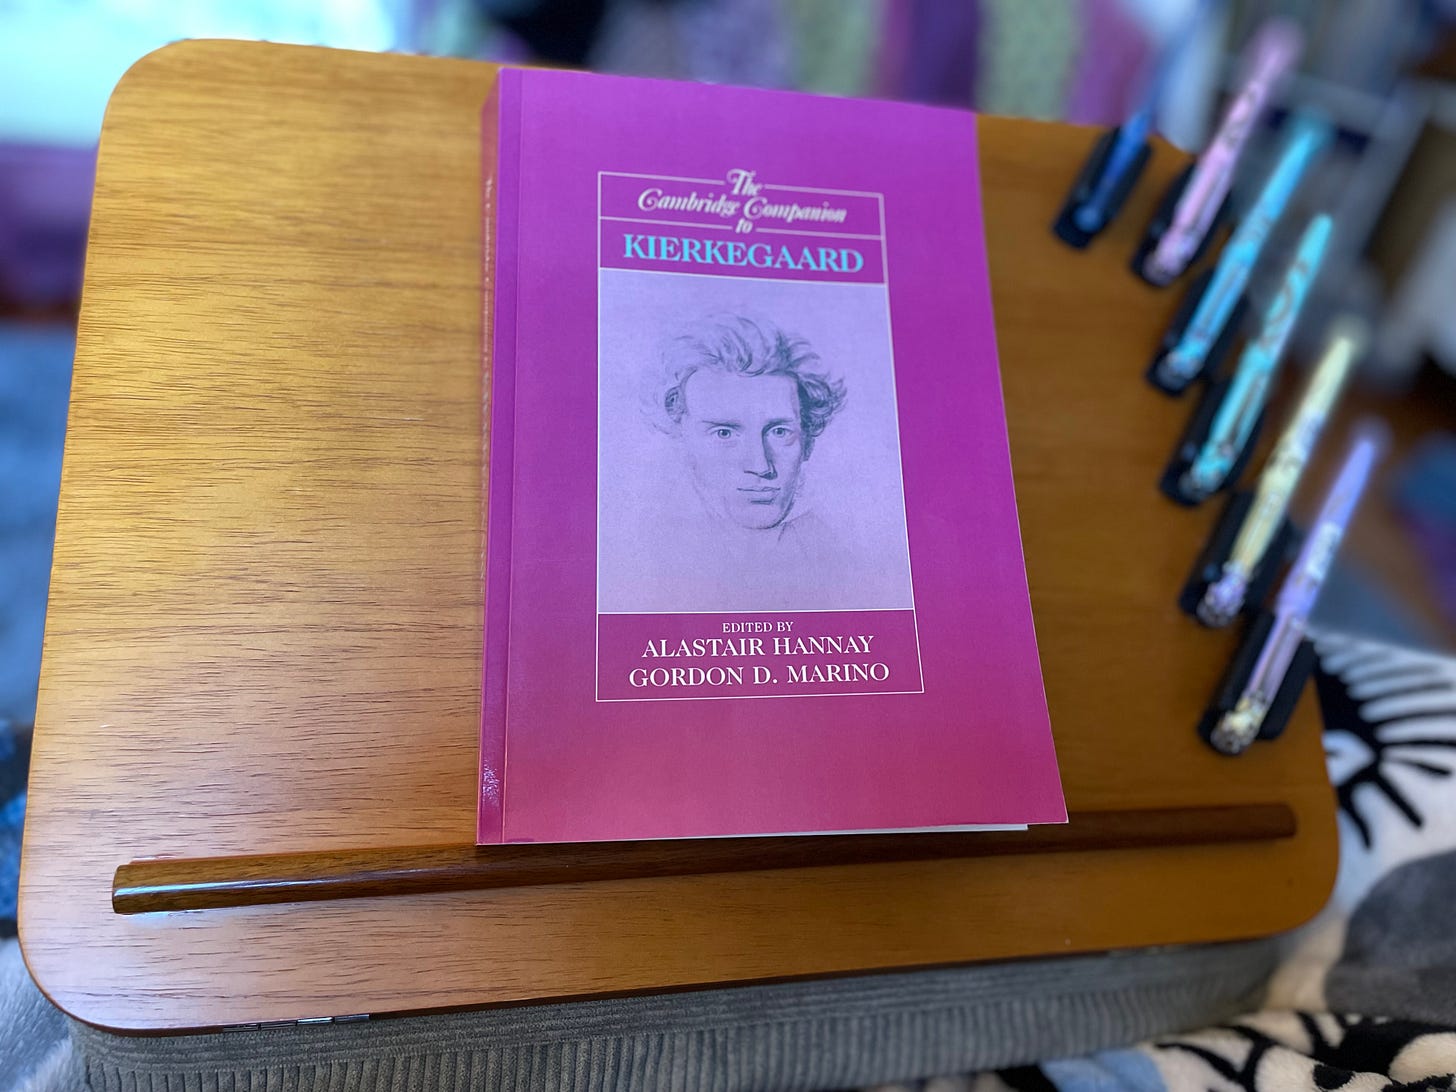 The
Cambridge Companion
to
KIERKEGAARD
EDITED BY
ALASTAIR HANNAY
GORDON D. MARINO